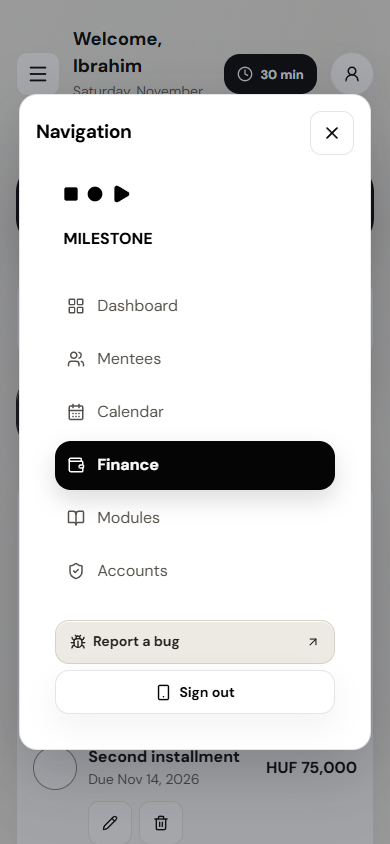 Welcome,
Ibrahim
Saturday, November
30 min
Navigation
MILESTONE
Dashboard
Mentees
Calendar
Finance
Modules
Accounts
Report a bug
Sign out
Second installment
HUF 75,000
Due Nov 14, 2026